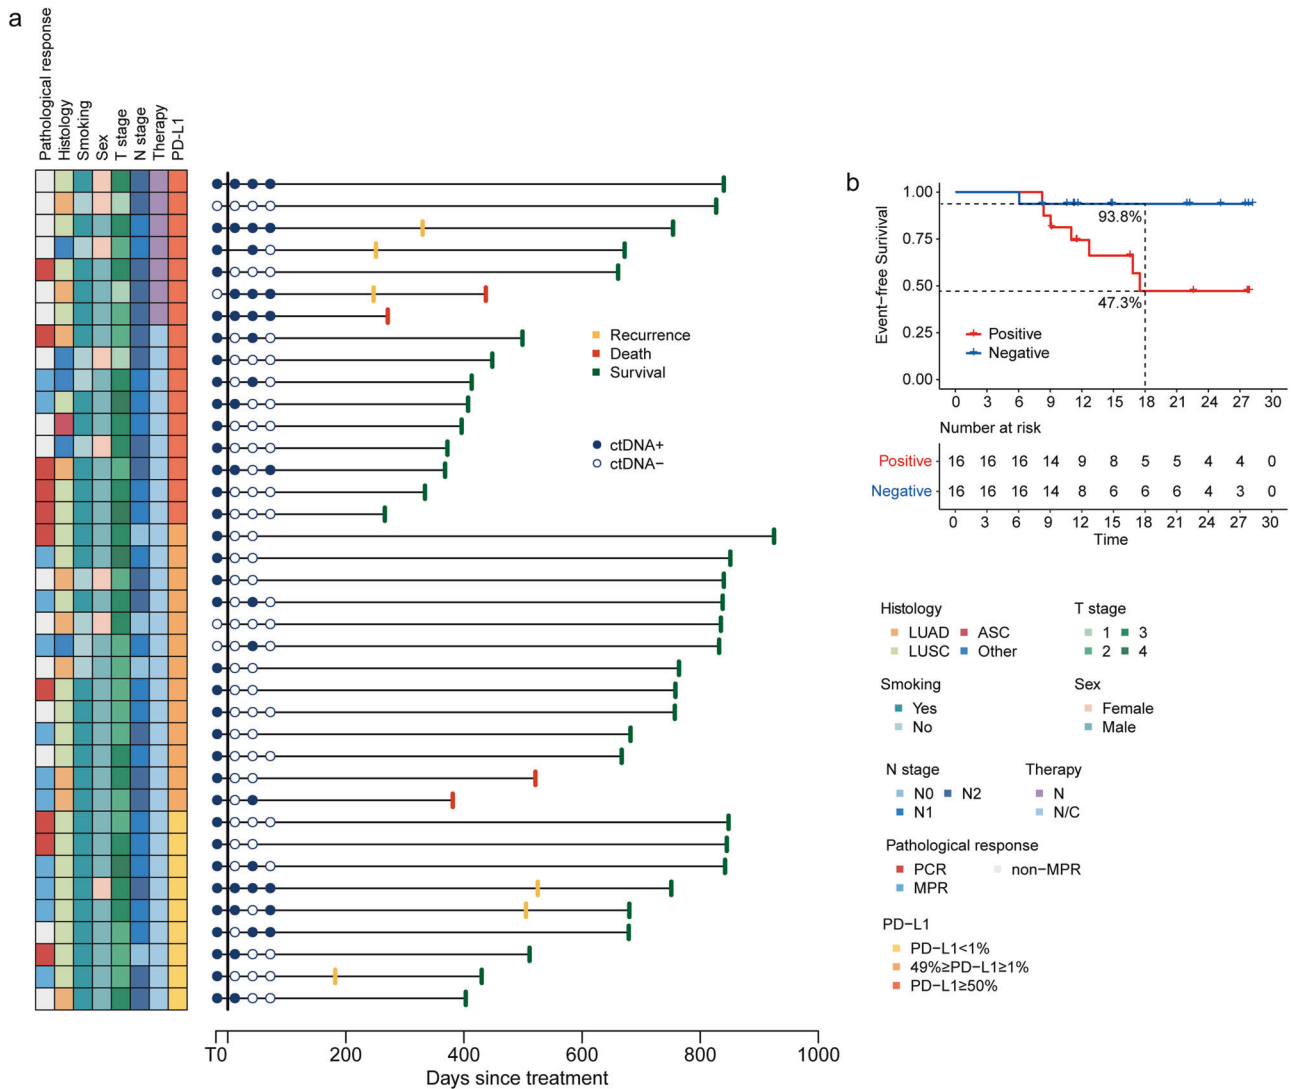 a
Pathological response
Histology
Smoking
Sex
T stage
N stage
Therapy
PD-L1
Recurrence
Death
Survival
ctDNA+
ctDNA−
T0 200 400 600 800 1000
Days since treatment
b
Event−free Survival
1.00
0.75
0.50
0.25
0.00
93.8%
47.3%
Positive
Negative
0 3 6 9 12 15 18 21 24 27 30
Number at risk
Positive 16 16 16 14 9 8 5 5 4 4 0
Negative 16 16 16 14 8 6 6 6 4 3 0
0 3 6 9 12 15 18 21 24 27 30
Time
Histology
LUAD ASC
LUSC Other
T stage
1 3
2 4
Smoking
Yes
No
Sex
Female
Male
N stage
N0 N2
N1
Therapy
N
N/C
Pathological response
PCR non−MPR
MPR
PD−L1
PD−L1<1%
49%≥PD−L1≥1%
PD−L1≥50%